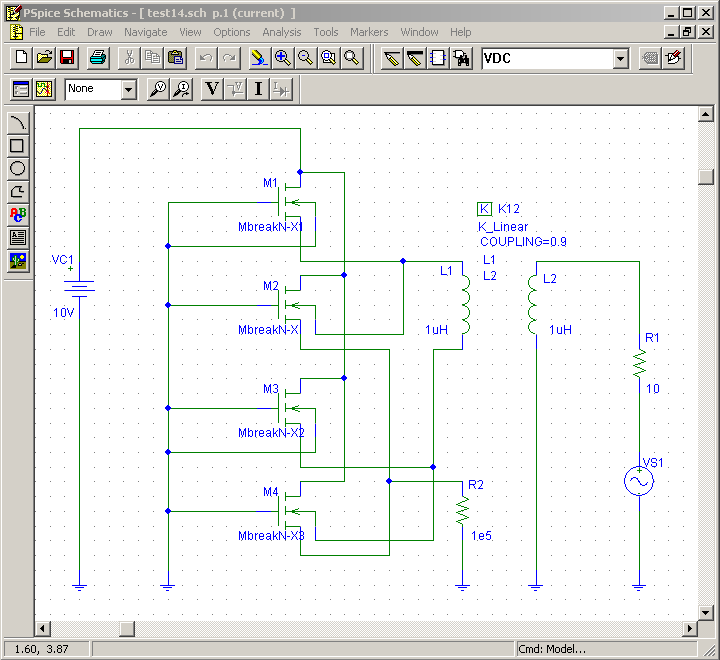 PSpice Schematics - [ test14.sch  p.1 (current)  ]
File Edit Draw Navigate View Options Analysis Tools Markers Window Help
VDC
None
V I
ABC
M1
MbreakN-X1
K K12
K_Linear
COUPLING=0.9
L1
L2
VC1
+
10V
M2
MbreakN-X
L1
1uH
L2
1uH
R1
10
M3
MbreakN-X2
VS1
M4
MbreakN-X3
R2
1e5
1.60, 3.87
Cmd: Model...